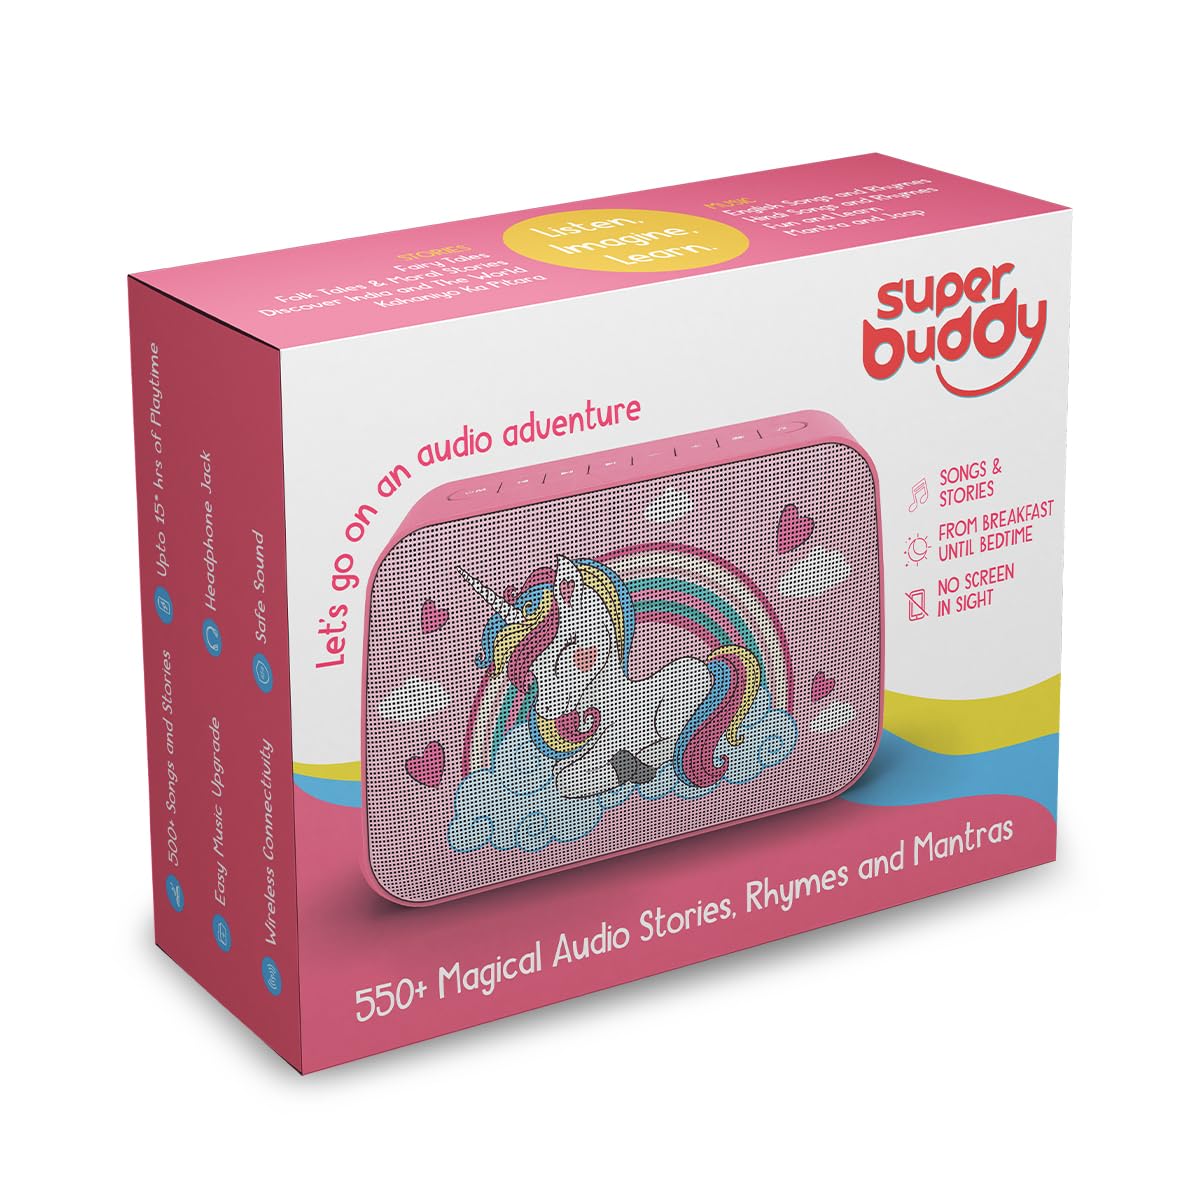 STORIES
Fairy Tales
Folk Tales & Moral Stories
Discover India and The World
Kahaniyo Ka Pitara
Listen,
Imagine,
Learn.
MUSIC
English Songs and Rhymes
Hindi Songs and Rhymes
Fun and Learn
Mantra and Jaap
super
buddy
Let's go on an audio adventure
SONGS &
STORIES
FROM BREAKFAST
UNTIL BEDTIME
NO SCREEN
IN SIGHT
550+ Magical Audio Stories, Rhymes and Mantras
500+ Songs and Stories
Upto 15* hrs of Playtime
Easy Music Upgrade
Headphone Jack
Wireless Connectivity
Safe Sound